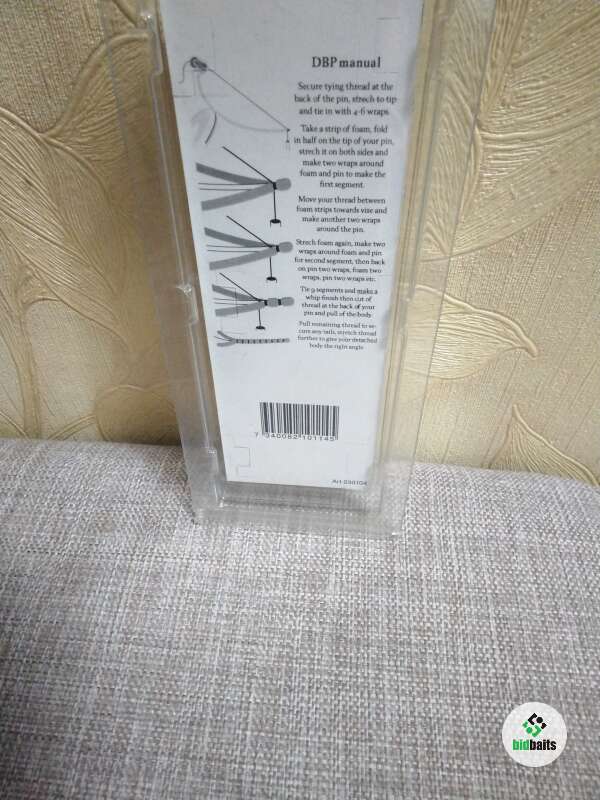 DBP manual
Secure tying thread at the
back of the pin, strech to tip
and tie in with 4-6 wraps
Take a strip of foam, fold
in half on the tip of your pin,
strech it on both sides and
make two wraps around
foam and pin to make the
first segment.
Move your thread between
foam strips towards vise and
make another two wraps
around the pin.
Strech foam again, make two
wraps around foam and pin
for second segment, then back
on pin two wraps, foam two
wraps, pin two wraps etc.
Tie 9 segments and make a
whip finish then cut of
thread at the back of your
pin and pull of the body.
Pull remaining thread to se-
cure any tails, stretch thread
further to give your detached
body the right angle
7 340082 101145
Art 230104
bidbaits